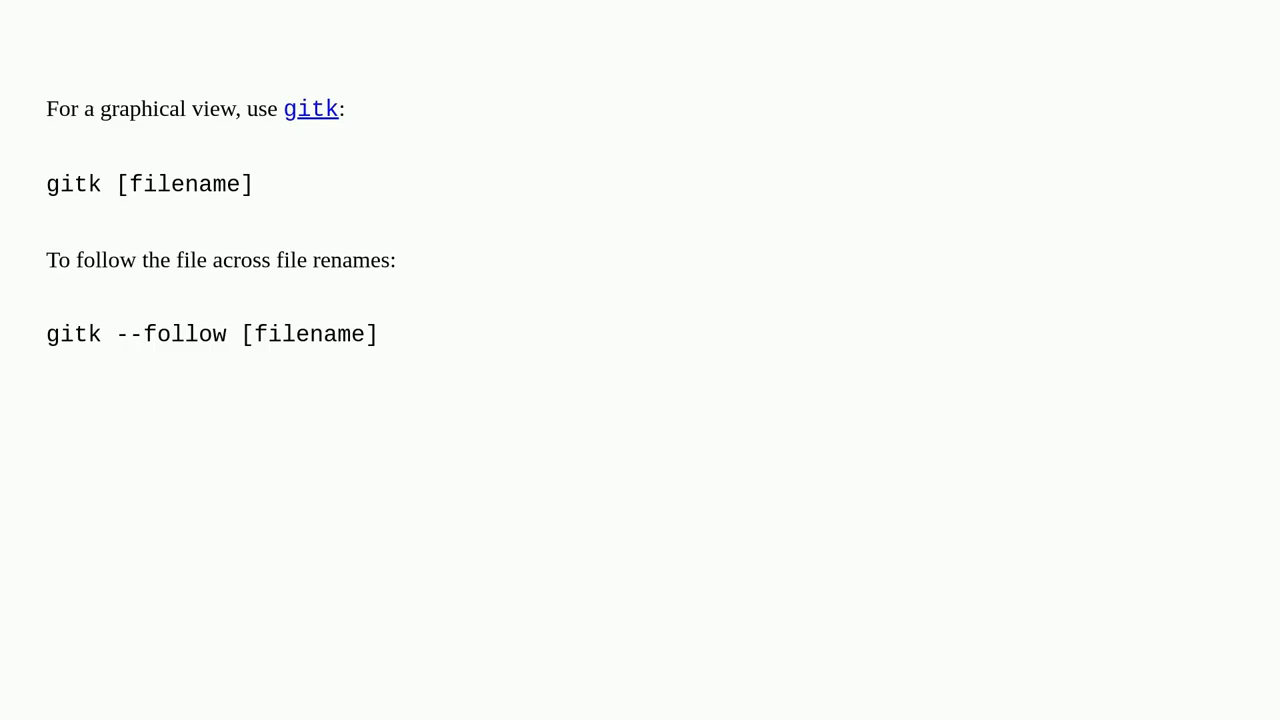 For a graphical view, use gitk:
gitk [filename]
To follow the file across file renames:
gitk --follow [filename]